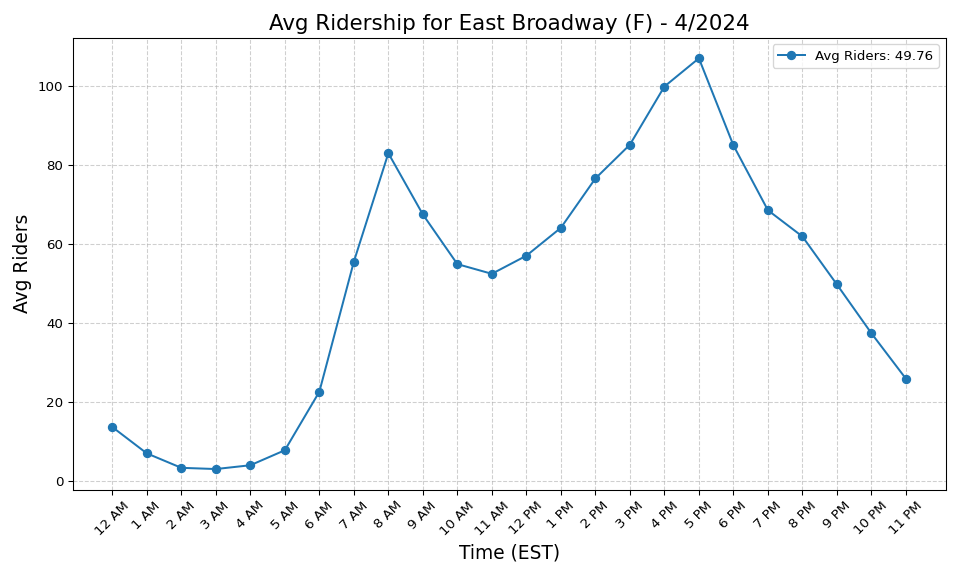 Avg Ridership for East Broadway (F) - 4/2024
Avg Riders: 49.76
Avg Riders
100
80
60
40
20
0
12 AM
1 AM
2 AM
3 AM
4 AM
5 AM
6 AM
7 AM
8 AM
9 AM
10 AM
11 AM
12 PM
1 PM
2 PM
3 PM
4 PM
5 PM
6 PM
7 PM
8 PM
9 PM
10 PM
11 PM
Time (EST)